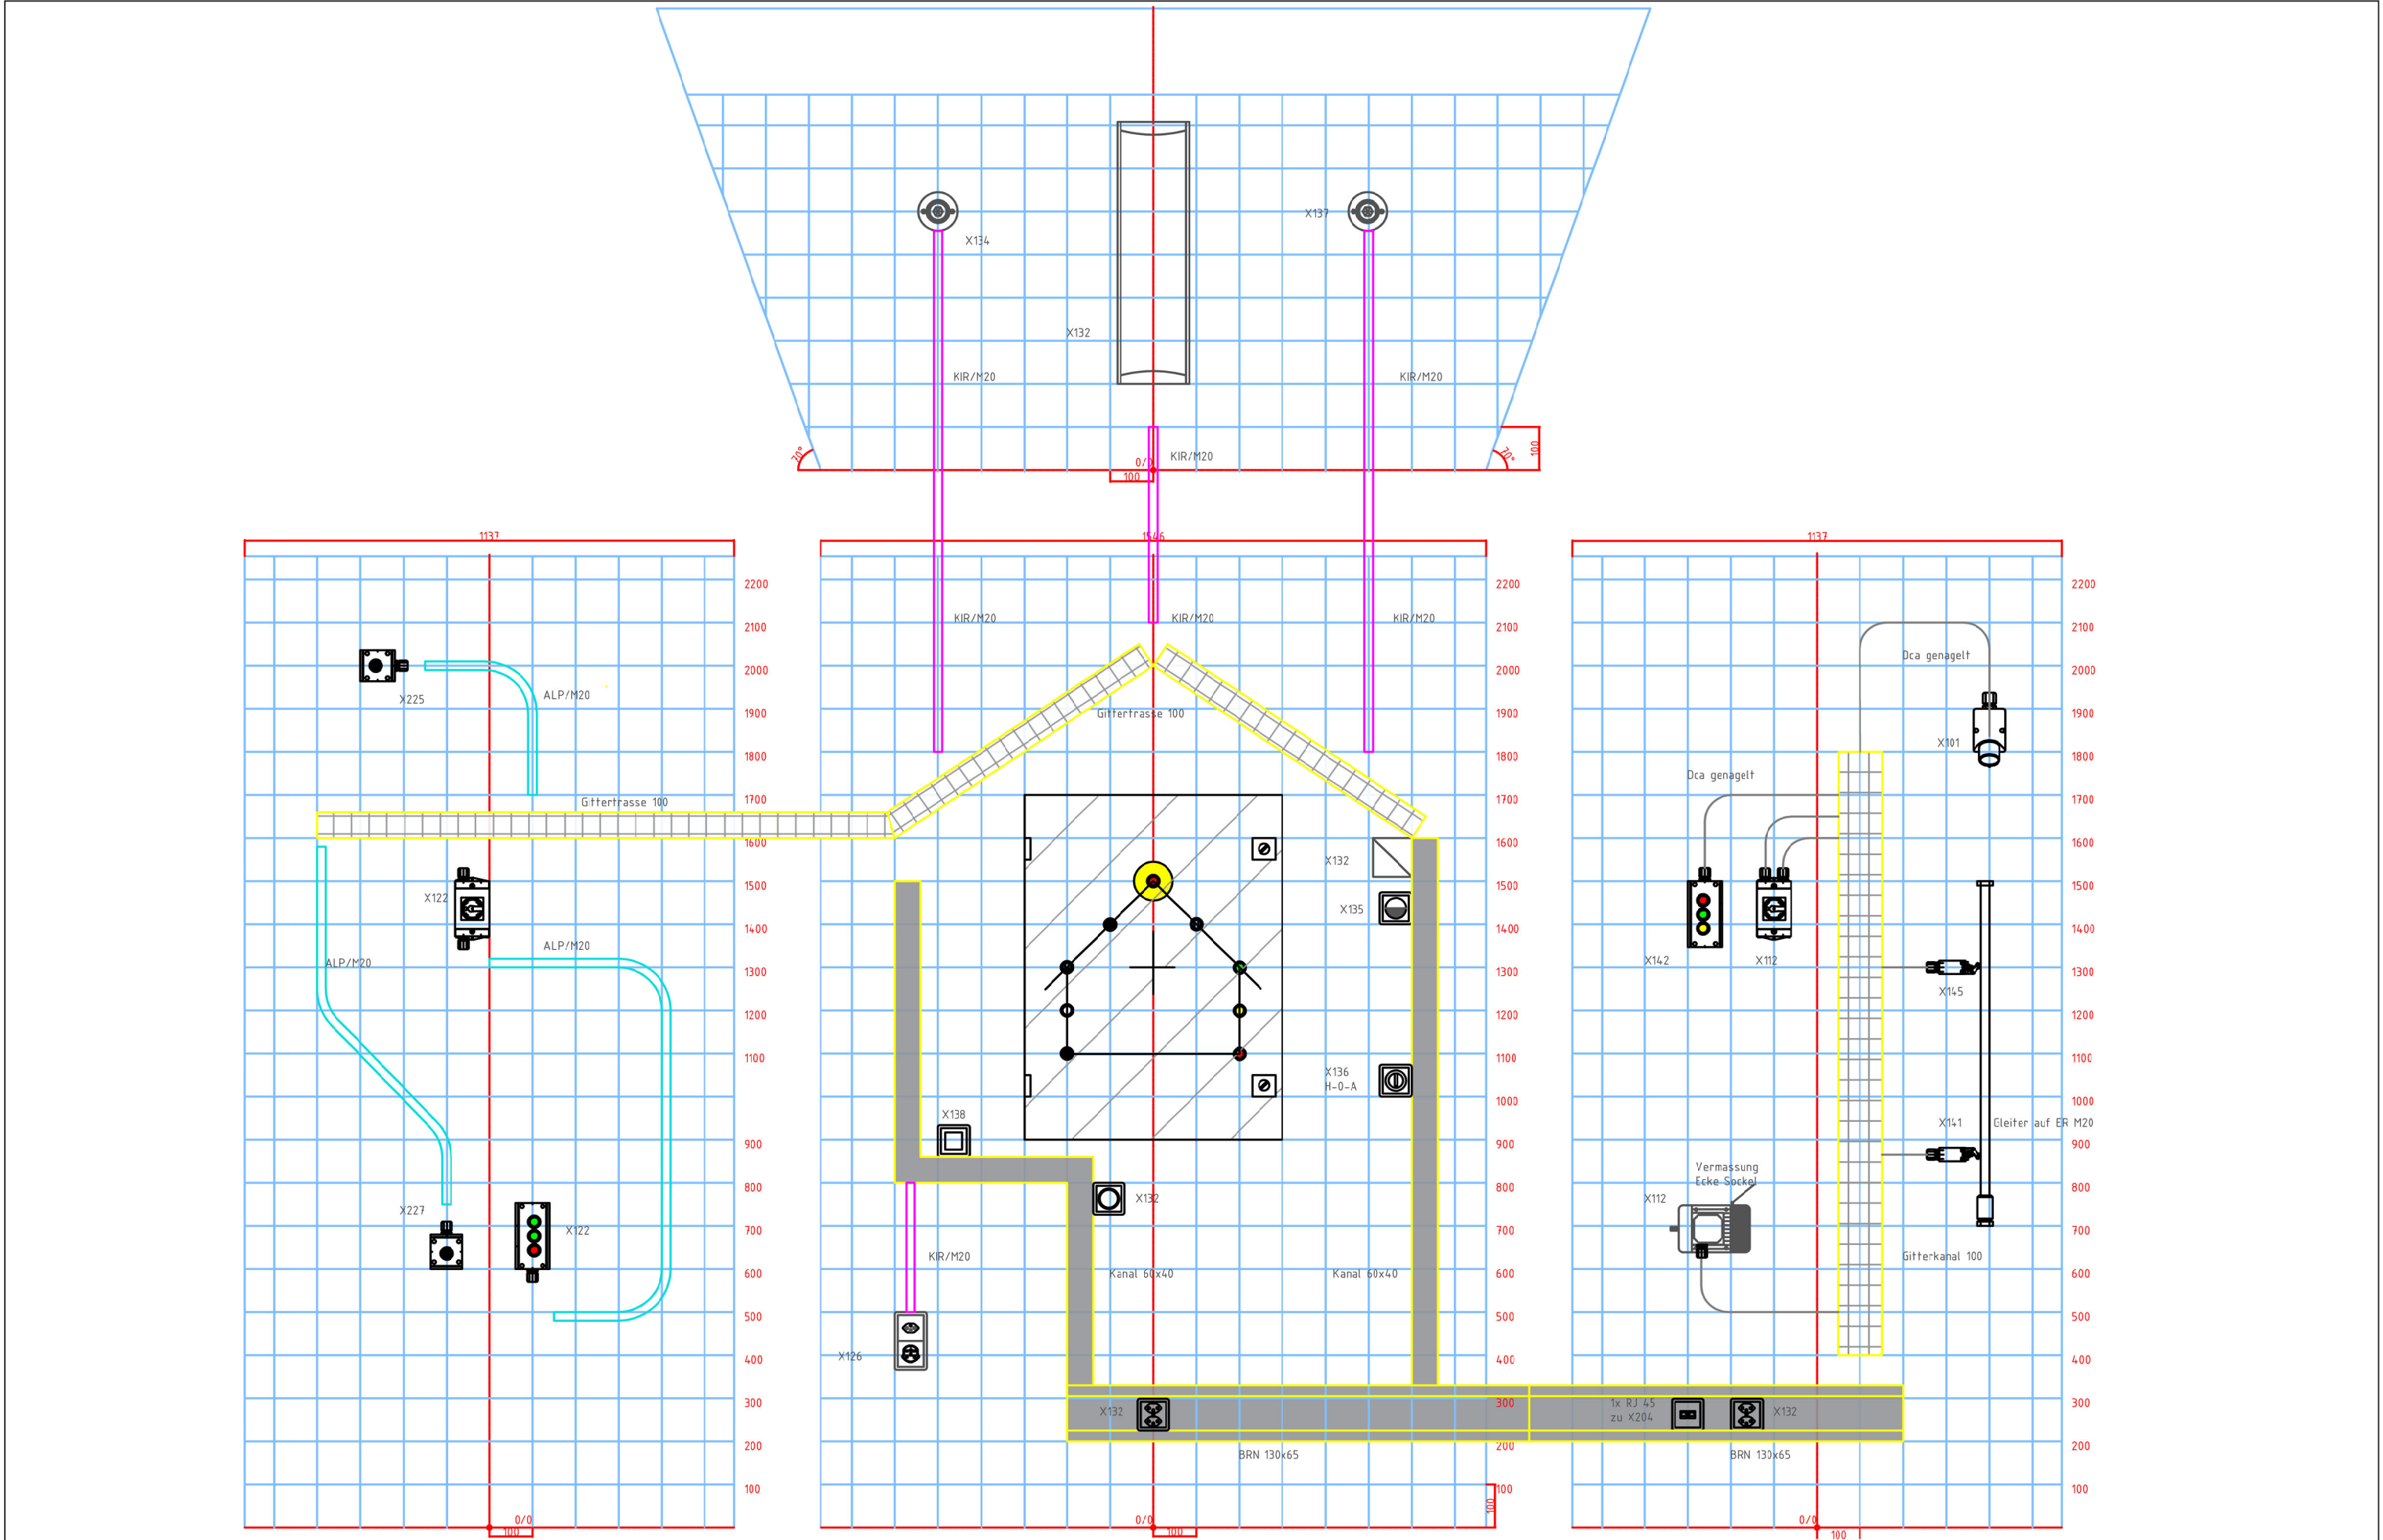 X134
X137
X132
KIR/M20
KIR/M20
KIR/M20
0/0
100
70°
70°
100
1137
1546
1137
2200
2100
2000
1900
1800
1700
1600
1500
1400
1300
1200
1100
1000
900
800
700
600
500
400
300
200
100
X225
ALP/M20
Gittertrasse 100
X122
ALP/M20
ALP/M20
X227
X122
0/0
100
KIR/M20
KIR/M20
KIR/M20
Gittertrasse 100
X132
X135
X136
H-0-A
X138
X132
KIR/M20
Kanal 60x40
Kanal 60x40
X126
X132
BRN 130x65
0/0
100
2200
2100
2000
1900
1800
1700
1600
1500
1400
1300
1200
1100
1000
900
800
700
600
500
400
300
200
100
100
Dca genagelt
X101
Dca genagelt
X142
X112
X145
X141
Gleiter auf ER M20
Vermassung
Ecke Sockel
X112
Gitterkanal 100
1x RJ 45
zu X204
X132
BRN 130x65
0/0
100
2200
2100
2000
1900
1800
1700
1600
1500
1400
1300
1200
1100
1000
900
800
700
600
500
400
300
200
100